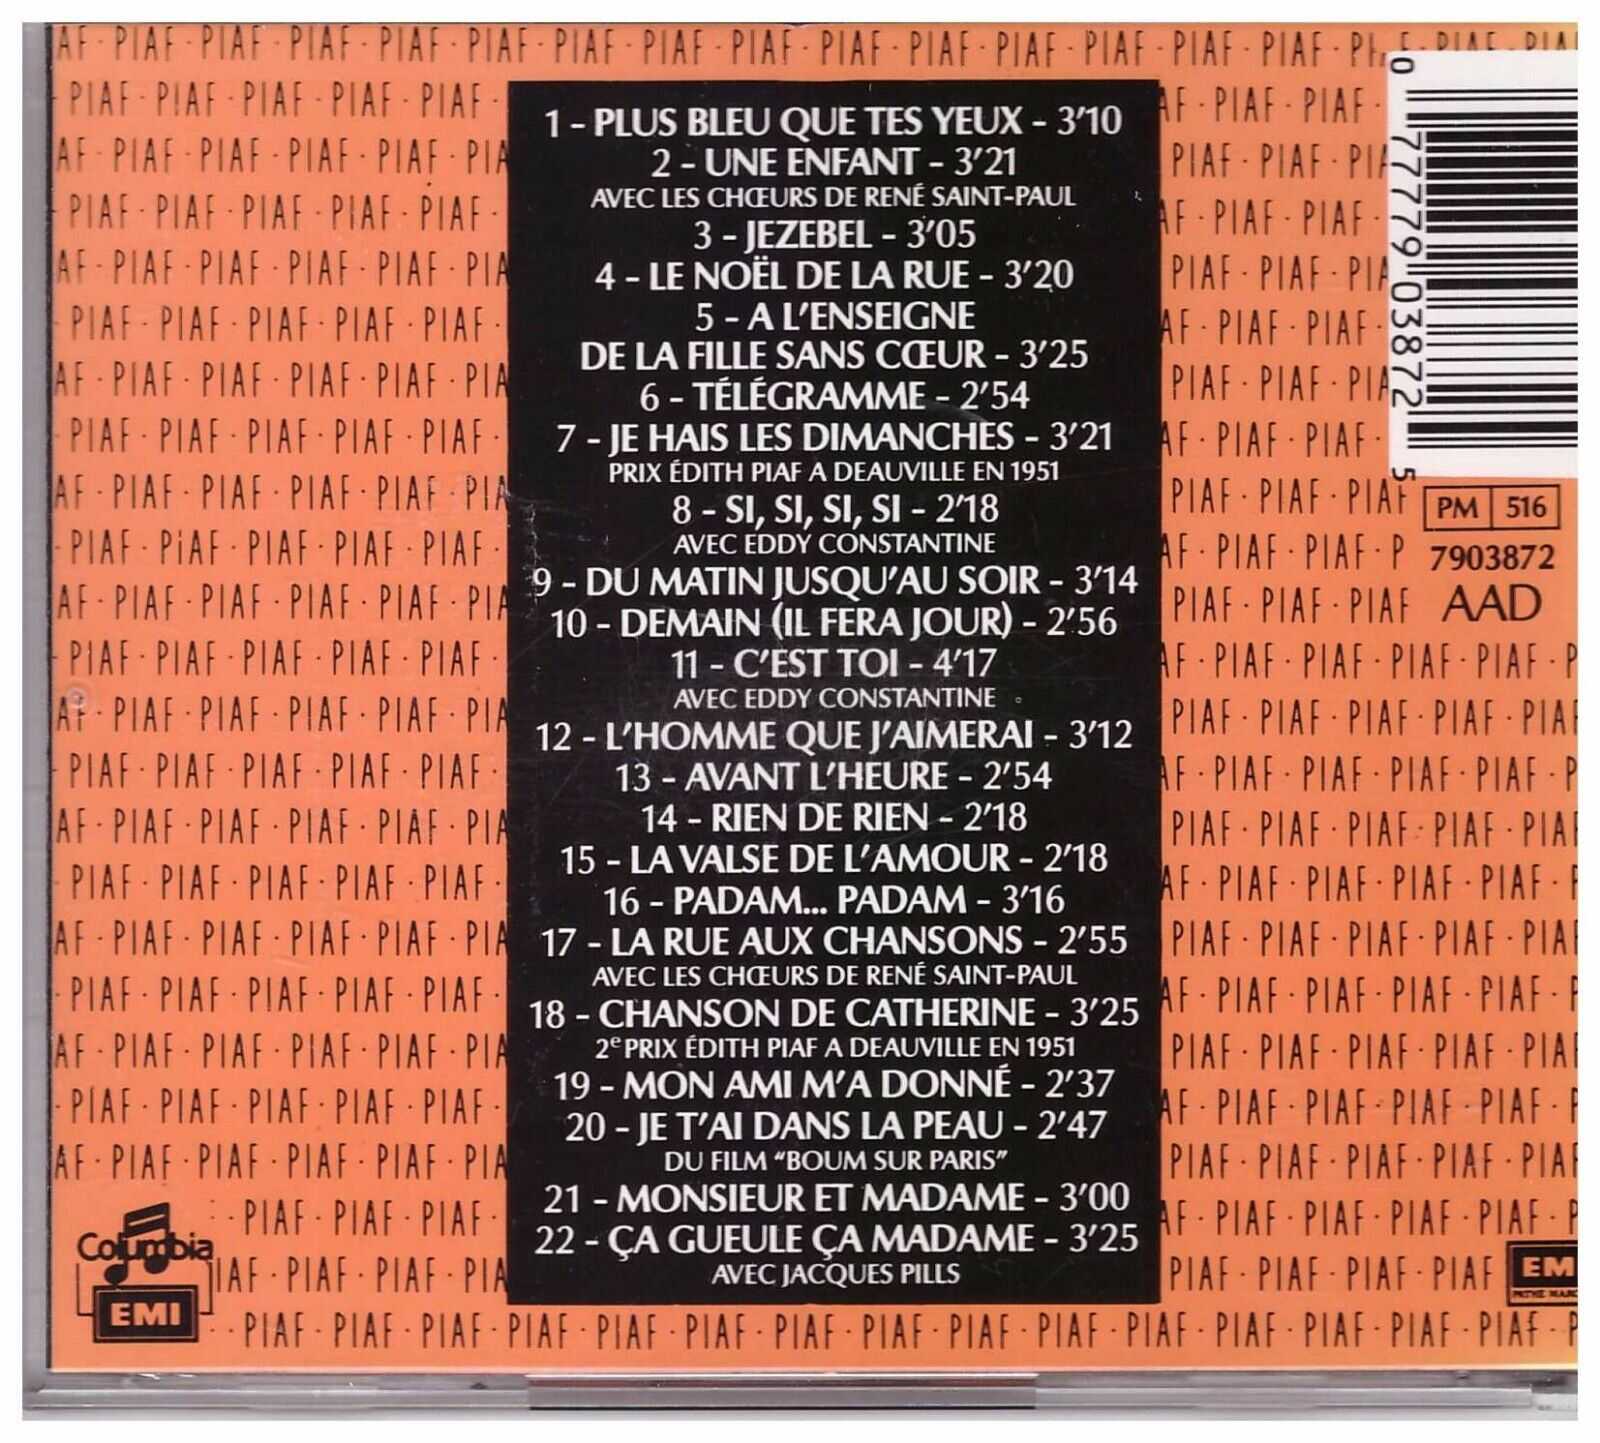 1 - PLUS BLEU QUE TES YEUX - 3'10
2 - UNE ENFANT - 3'21
AVEC LES CHŒURS DE RENÉ SAINT-PAUL
3 - JEZEBEL - 3'05
4 - LE NOËL DE LA RUE - 3'20
5 - A L'ENSEIGNE
DE LA FILLE SANS CŒUR - 3'25
6 - TÉLÉGRAMME - 2'54
7 - JE HAIS LES DIMANCHES - 3'21
PRIX ÉDITH PIAF A DEAUVILLE EN 1951
8 - SI, SI, SI, SI - 2'18
AVEC EDDY CONSTANTINE
9 - DU MATIN JUSQU'AU SOIR - 3'14
10 - DEMAIN (IL FERA JOUR) - 2'56
11 - C'EST TOI - 4'17
AVEC EDDY CONSTANTINE
12 - L'HOMME QUE J'AIMERAI - 3'12
13 - AVANT L'HEURE - 2'54
14 - RIEN DE RIEN - 2'18
15 - LA VALSE DE L'AMOUR - 2'18
16 - PADAM... PADAM - 3'16
17 - LA RUE AUX CHANSONS - 2'55
AVEC LES CHŒURS DE RENÉ SAINT-PAUL
18 - CHANSON DE CATHERINE - 3'25
2e PRIX ÉDITH PIAF A DEAUVILLE EN 1951
19 - MON AMI M'A DONNÉ - 2'37
20 - JE T'AI DANS LA PEAU - 2'47
DU FILM "BOUM SUR PARIS"
21 - MONSIEUR ET MADAME - 3'00
22 - ÇA GUEULE ÇA MADAME - 3'25
AVEC JACQUES PILLS
0 77779 03872 5
PM 516
7903872
AAD
Columbia
EMI
EM
PATHE MARC
PIAF - PIAF - PIAF - PIAF - PIAF